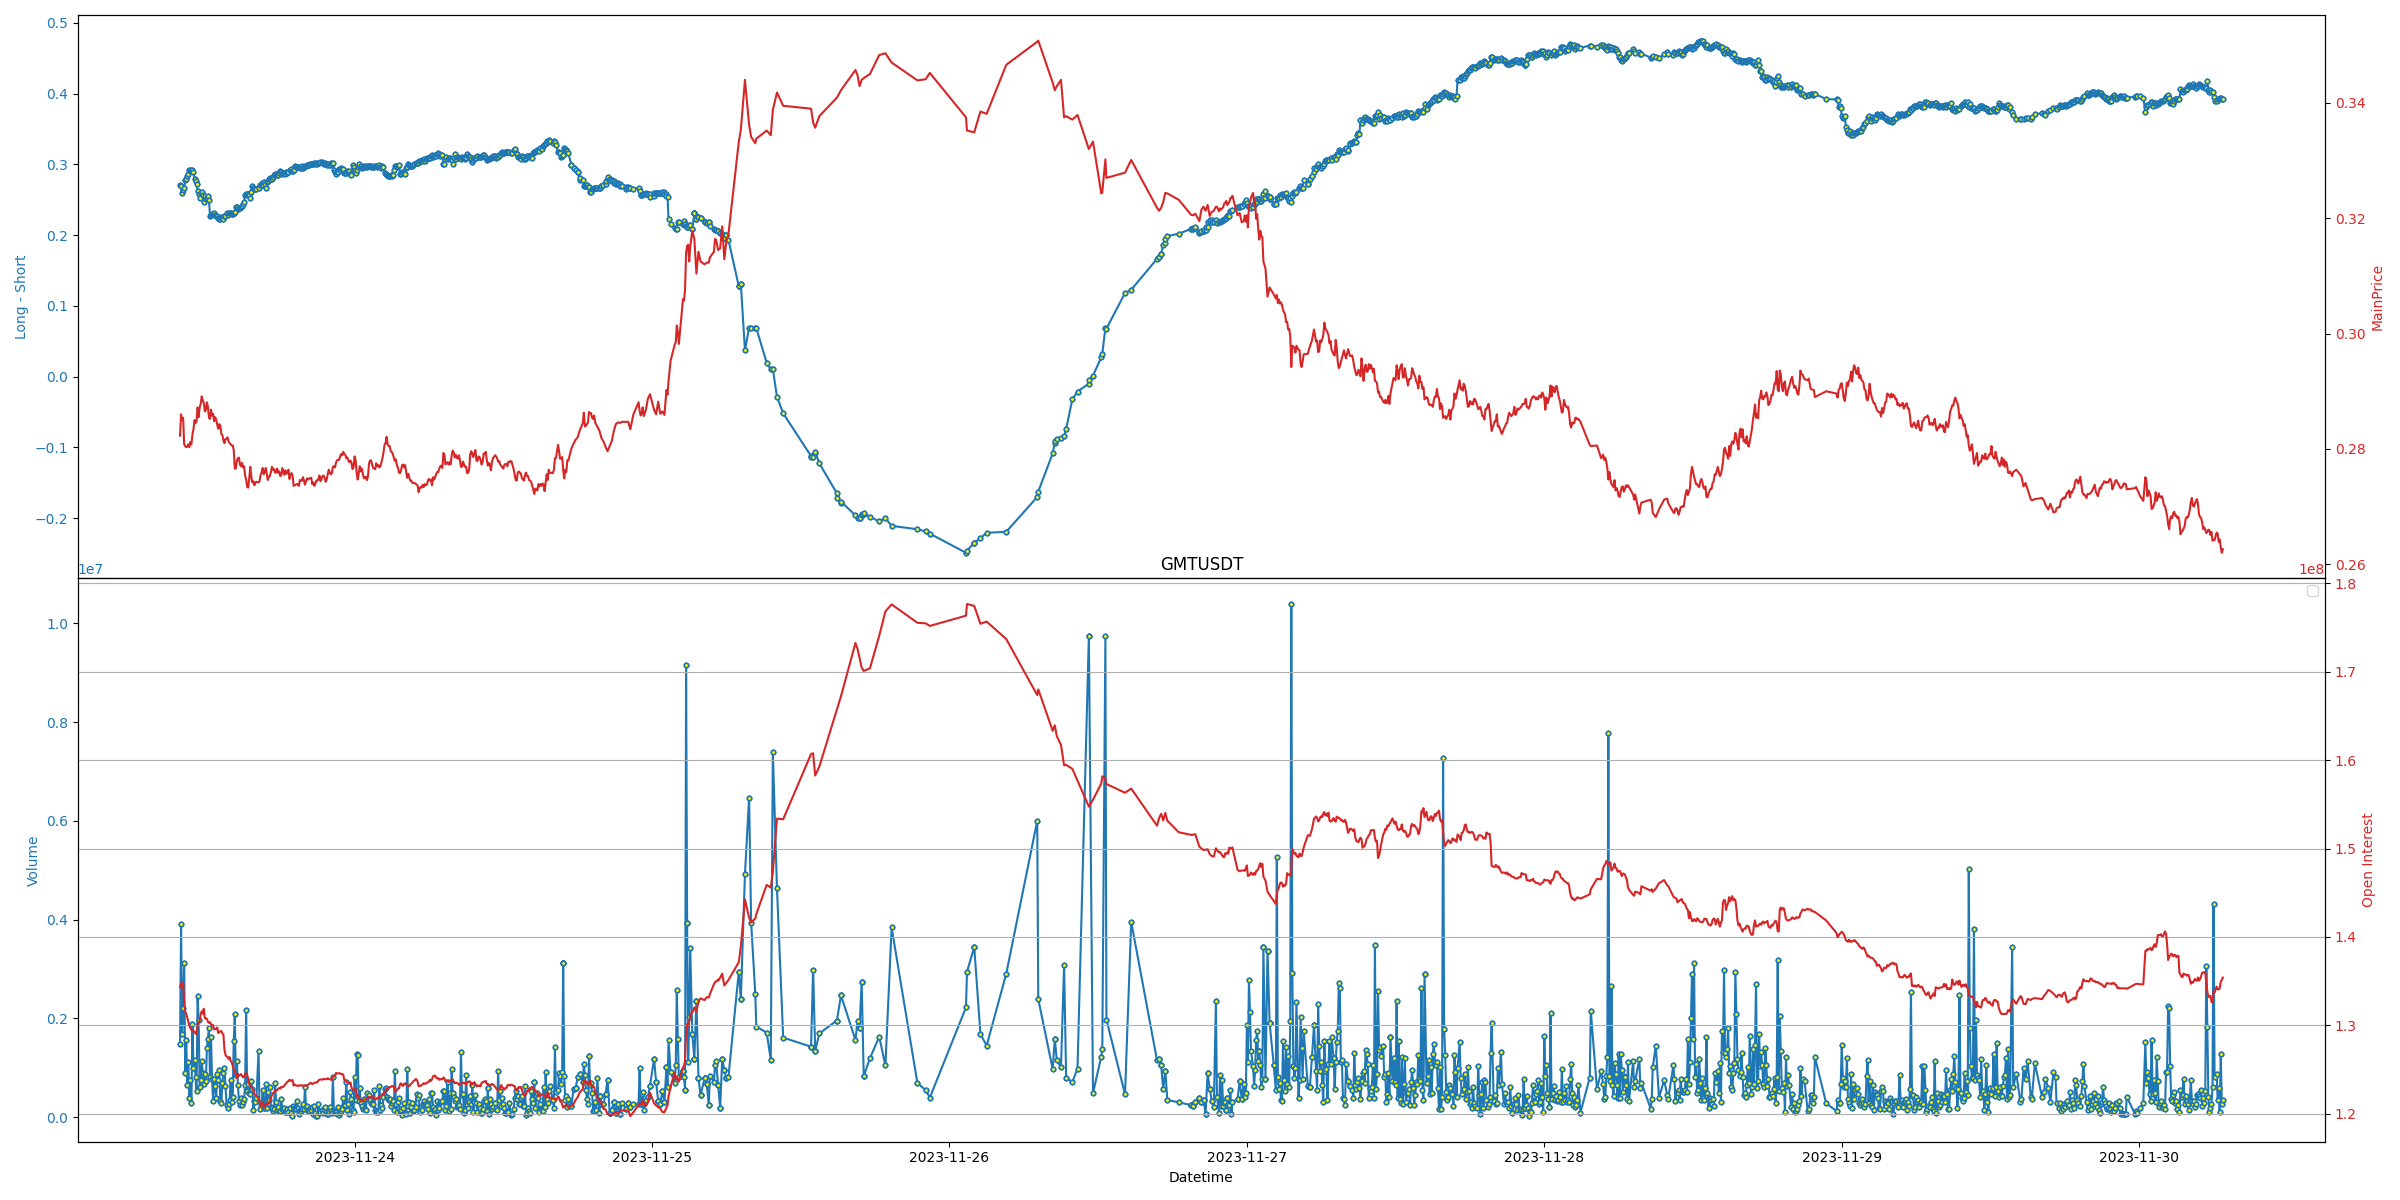 0.5
0.4
0.3
0.2
0.1
0.0
−0.1
−0.2
Long - Short
0.34
0.32
0.30
0.28
0.26
MainPrice
1e7
GMTUSDT
1e8
1.0
0.8
0.6
0.4
0.2
0.0
Volume
1.8
1.7
1.6
1.5
1.4
1.3
1.2
Open Interest
2023-11-24 2023-11-25 2023-11-26 2023-11-27 2023-11-28 2023-11-29 2023-11-30
Datetime